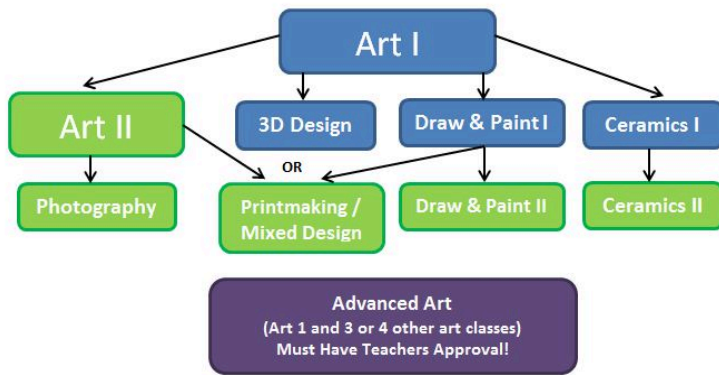 Art I
Art II
3D Design
Draw & Paint I
Ceramics I
OR
Photography
Printmaking /
Mixed Design
Draw & Paint II
Ceramics II
Advanced Art
(Art 1 and 3 or 4 other art classes)
Must Have Teachers Approval!